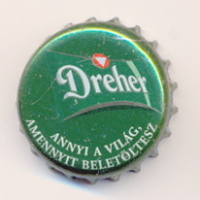 Dreher
ANNYI A VILÁG,
AMENNYIT BELETÖLTESZ